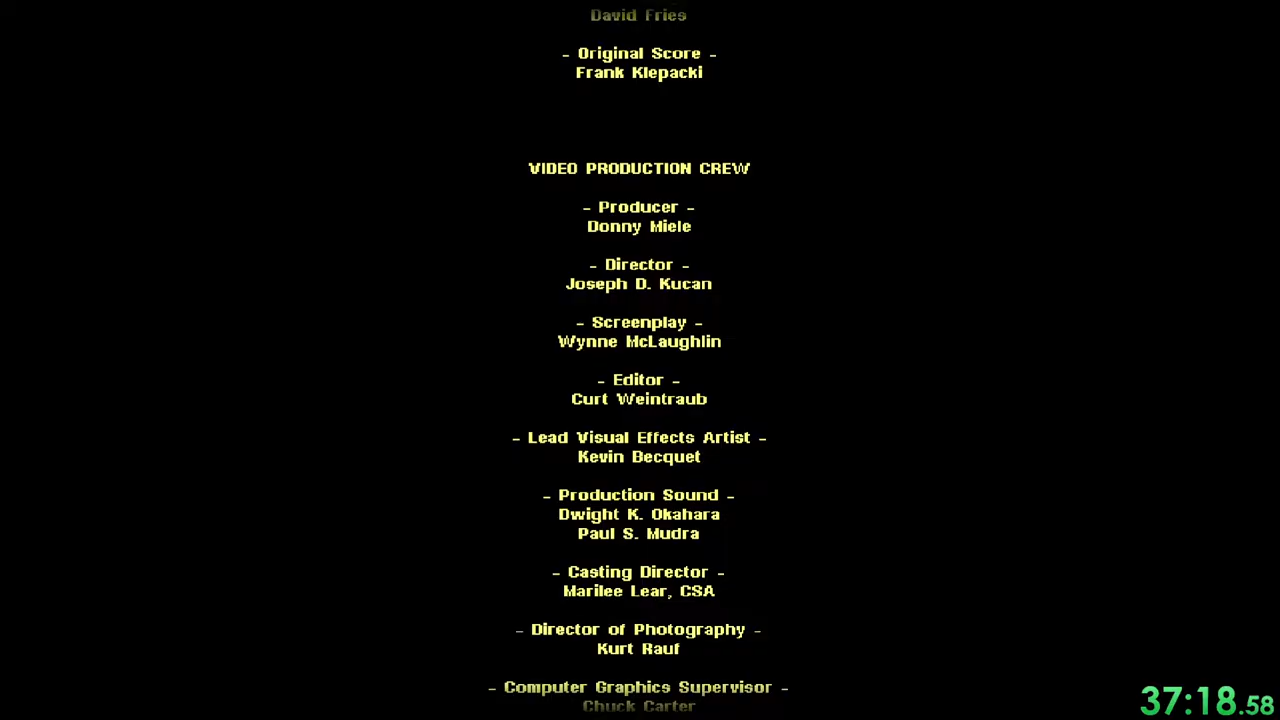 David Fries
- Original Score -
Frank Klepacki
VIDEO PRODUCTION CREW
- Producer -
Donny Miele
- Director -
Joseph D. Kucan
- Screenplay -
Wynne McLaughlin
- Editor -
Curt Weintraub
- Lead Visual Effects Artist -
Kevin Becquet
- Production Sound -
Dwight K. Okahara
Paul S. Mudra
- Casting Director -
Marilee Lear, CSA
- Director of Photography -
Kurt Rauf
- Computer Graphics Supervisor -
Chuck Carter
37:18.58